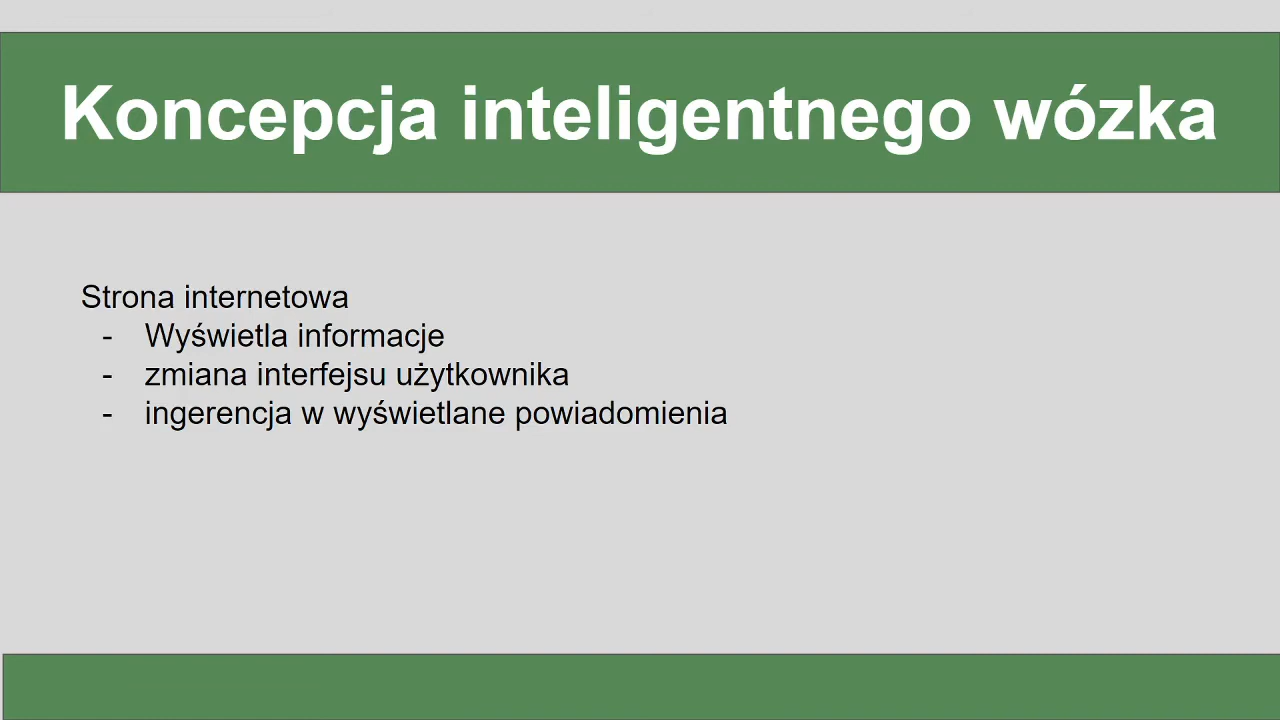 Koncepcja inteligentnego wózka
Strona internetowa
- Wyświetla informacje
- zmiana interfejsu użytkownika
- ingerencja w wyświetlane powiadomienia